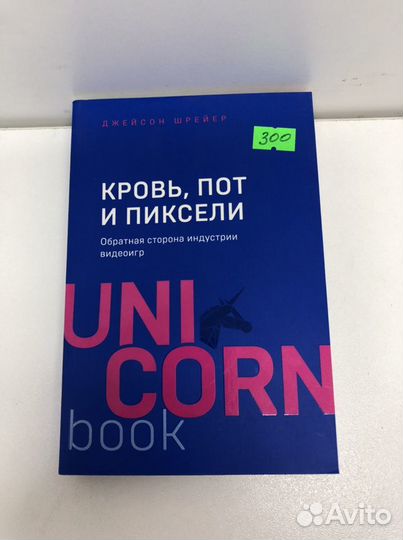 ДЖЕЙСОН ШРЕЙЕР
300
КРОВЬ, ПОТ
И ПИКСЕЛИ
Обратная сторона индустрии
видеоигр
UNI
CORN
book
Avito